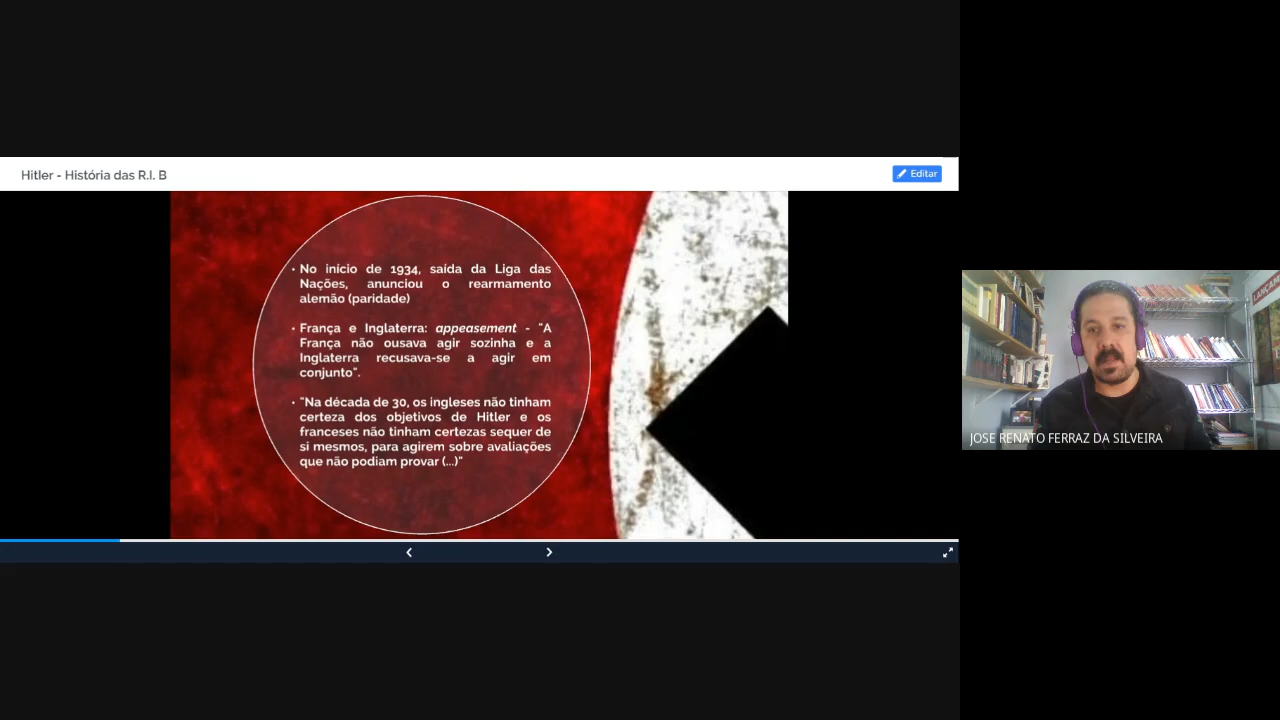 Hitler - História das R.I. B
Editar
• No início de 1934, saída da Liga das
Nações, anunciou o rearmamento
alemão (paridade)
• França e Inglaterra: appeasement - "A
França não ousava agir sozinha e a
Inglaterra recusava-se a agir em
conjunto".
• "Na década de 30, os ingleses não tinham
certeza dos objetivos de Hitler e os
franceses não tinham certezas sequer de
si mesmos, para agirem sobre avaliações
que não podiam provar (...)"
JOSE RENATO FERRAZ DA SILVEIRA